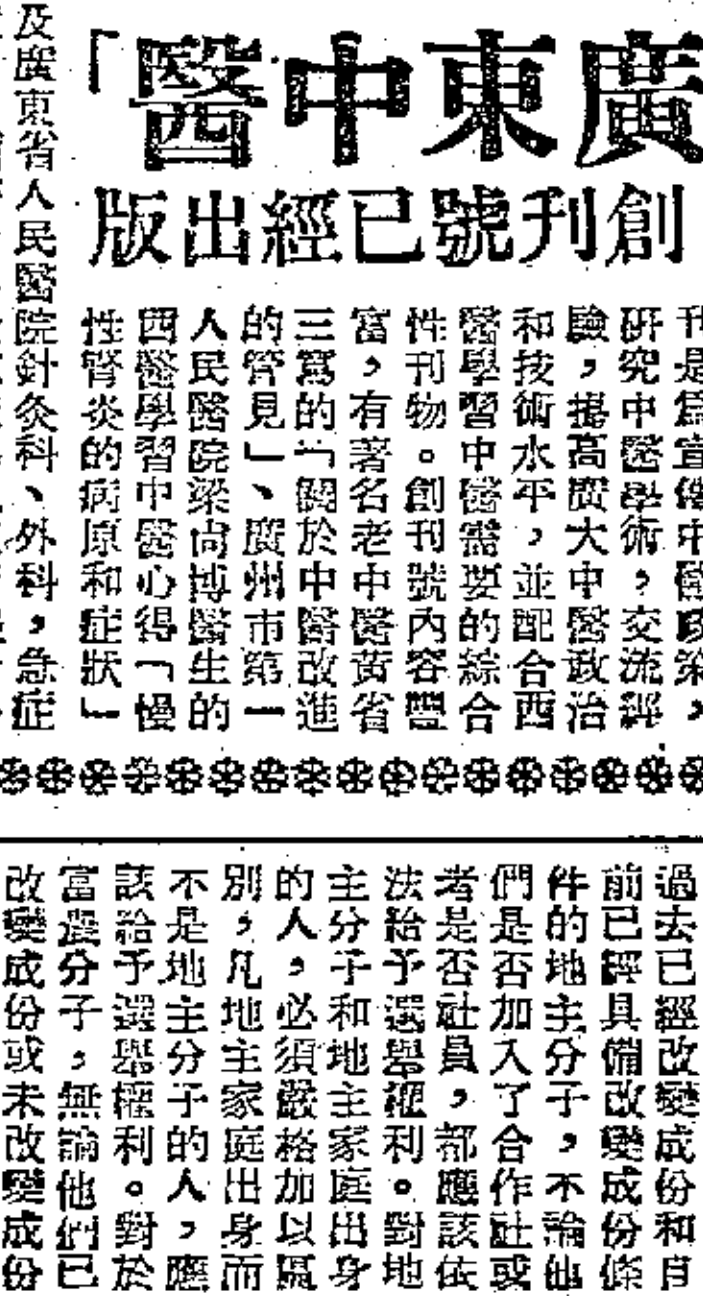 廣東中醫「
創刊號已經出版
刊是為宣傳中醫政策，
研究中醫學術，交流經
驗，提高廣大中醫政治
和技術水平，並配合西
醫學習中醫需要的綜合
性刊物。創刊號內容豐
富，有著名老中醫黃省
三寫的「關於中醫改進
的管見」、廣州市第一
人民醫院梁尚博醫生的
西醫學習中醫心得「慢
性腎炎的病原和症狀」
及廣東省人民醫院針灸科、外科，急症
過去已經改變成份和目
前已經具備改變成份條
件的地主分子，不論他
們是否加入了合作社或
者是否社員，都應該依
法給予選舉權利。對地
主分子和地主家庭出身
的人，必須嚴格加以區
別，凡地主家庭出身而
不是地主分子的人，應
該給予選舉權利。對於
富農分子，無論他們已
改變成份或未改變成份